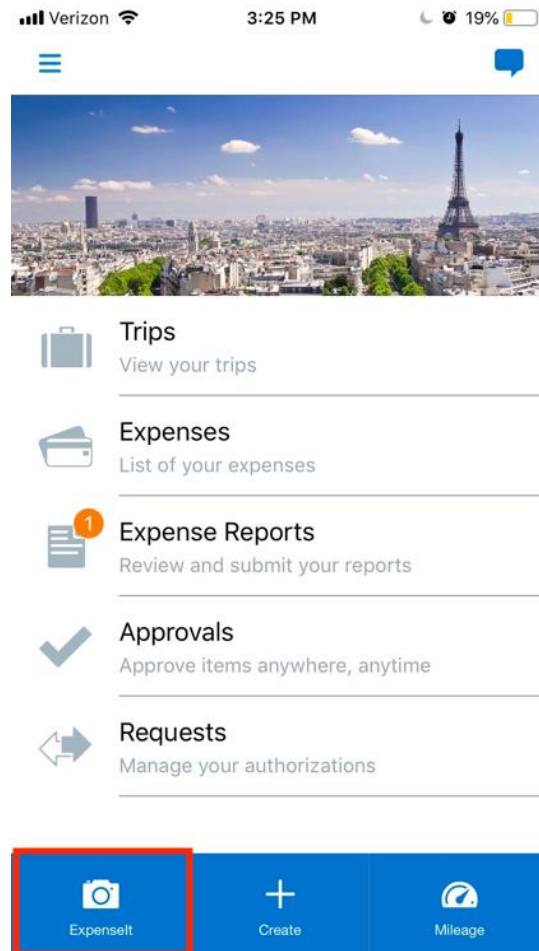 Verizon 3:25 PM 19%
Trips
View your trips
Expenses
List of your expenses
1
Expense Reports
Review and submit your reports
Approvals
Approve items anywhere, anytime
Requests
Manage your authorizations
ExpenseIt Create Mileage